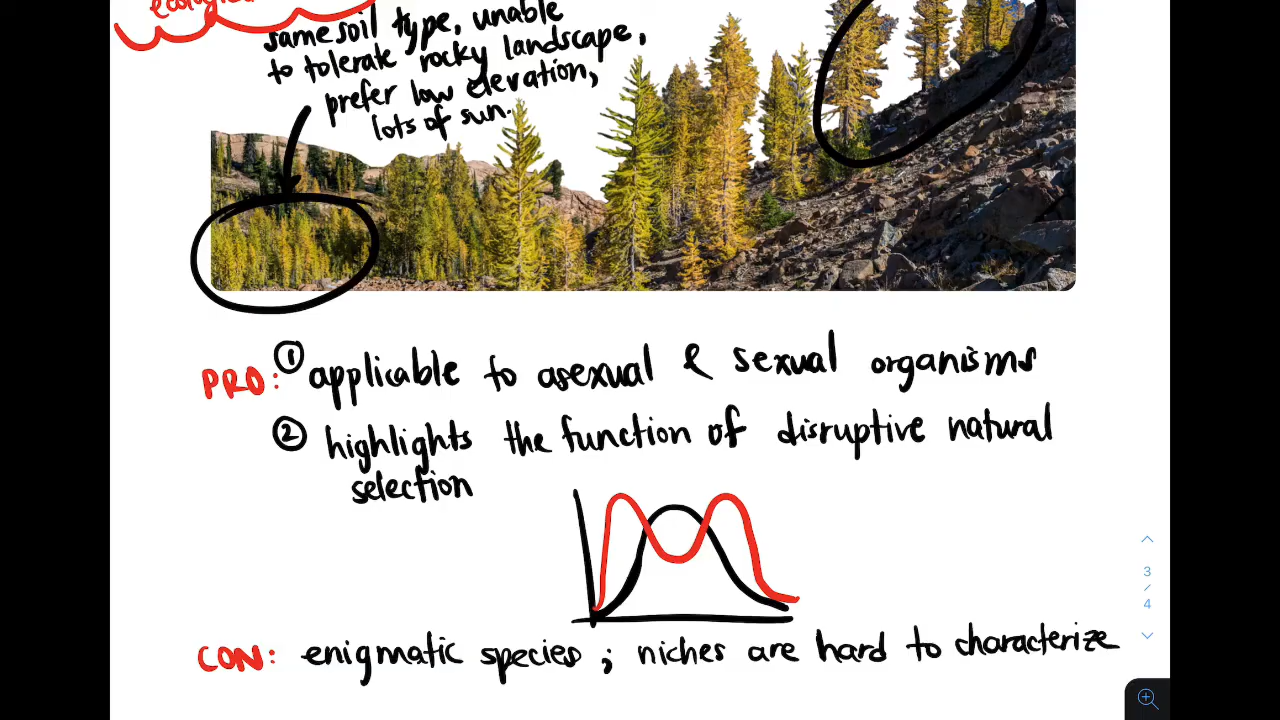 same soil type, unable
to tolerate rocky landscape,
prefer low elevation,
lots of sun.
PRO: ① applicable to asexual & sexual organisms
② highlights the function of disruptive natural
selection
CON: enigmatic species; niches are hard to characterize
3
/
4